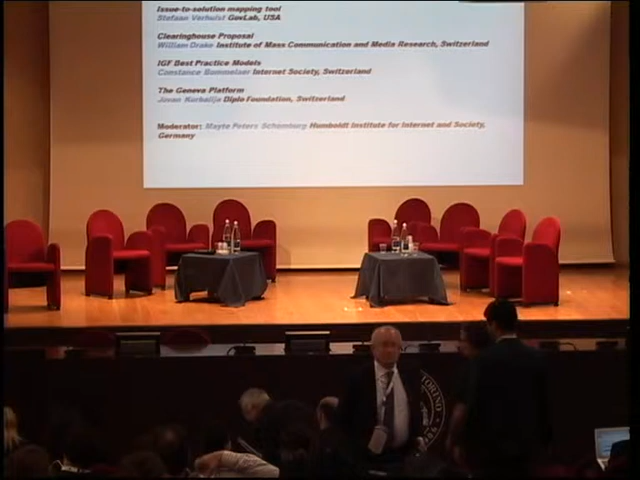 Issue-to-solution mapping tool
Stefaan Verhulst GovLab, USA
Clearinghouse Proposal
William Drake Institute of Mass Communication and Media Research, Switzerland
IGF Best Practice Models
Constance Bommelaer Internet Society, Switzerland
The Geneva Platform
Jovan Kurbalija Diplo Foundation, Switzerland
Moderator: Mayte Peters Schomburg Humboldt Institute for Internet and Society,
Germany
TORINO